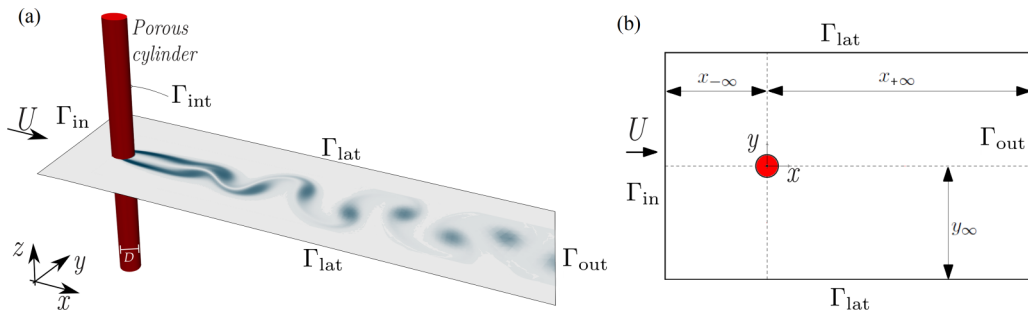 (a)
Porous
cylinder
Γint
U
Γin
Γlat
D
Γlat
Γout
z
y
x
(b)
Γlat
x−∞
x+∞
U
y
x
Γout
Γin
y∞
Γlat